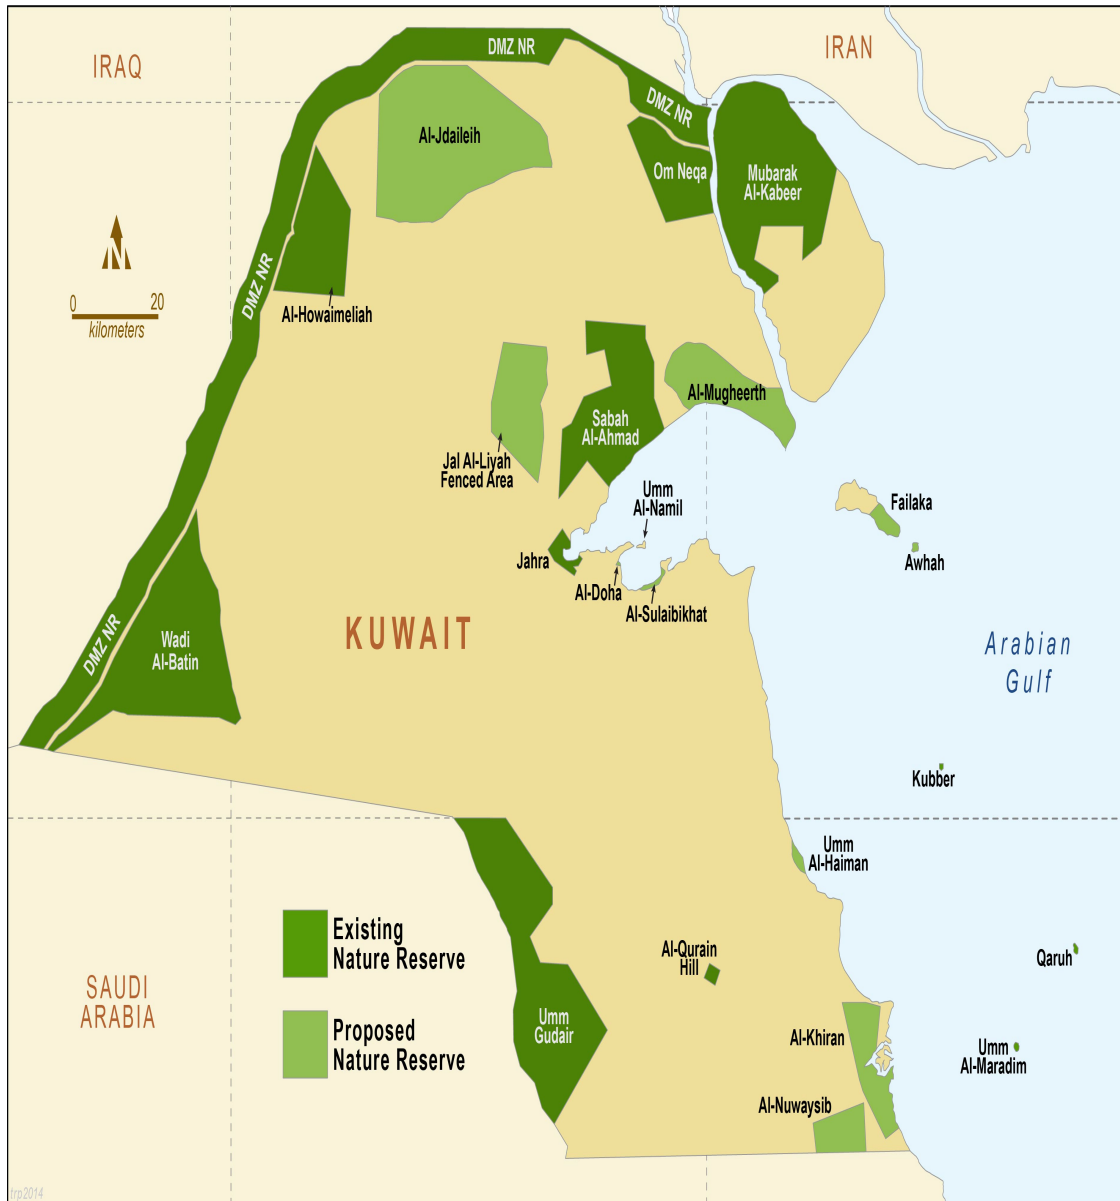 DMZ NR
IRAQ
IRAN
DMZ NR
Al-Jdaileih
Om Neqa
Mubarak
Al-Kabeer
N
DMZ NR
0 20
kilometers
Al-Howaimeliah
Al-Mugheerth
Sabah
Al-Ahmad
Jal Al-Liyah
Fenced Area
Umm
Al-Namil
Failaka
Jahra
Awhah
Al-Doha
Al-Sulaibikhat
KUWAIT
DMZ NR
Wadi
Al-Batin
Arabian
Gulf
Kubber
Umm
Al-Haiman
Existing
Nature Reserve
Al-Qurain
Hill
Qaruh
SAUDI
ARABIA
Umm
Gudair
Proposed
Nature Reserve
Al-Khiran
Umm
Al-Maradim
Al-Nuwaysib
trp2014